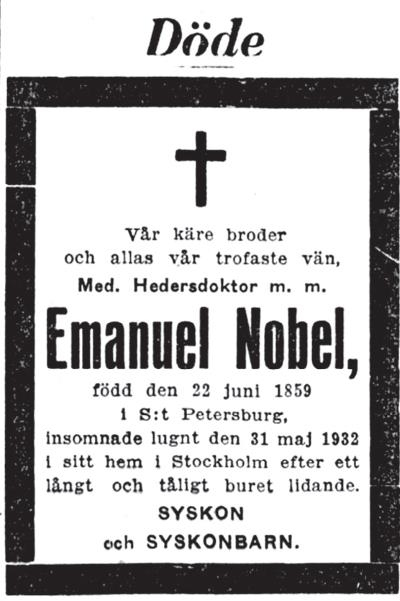 Döde
Vår käre broder
och allas vår trofaste vän,
Med. Hedersdoktor m. m.
Emanuel Nobel,
född den 22 juni 1859
i S:t Petersburg,
insomnade lugnt den 31 maj 1932
i sitt hem i Stockholm efter ett
långt och tåligt buret lidande.
SYSKON
och SYSKONBARN.